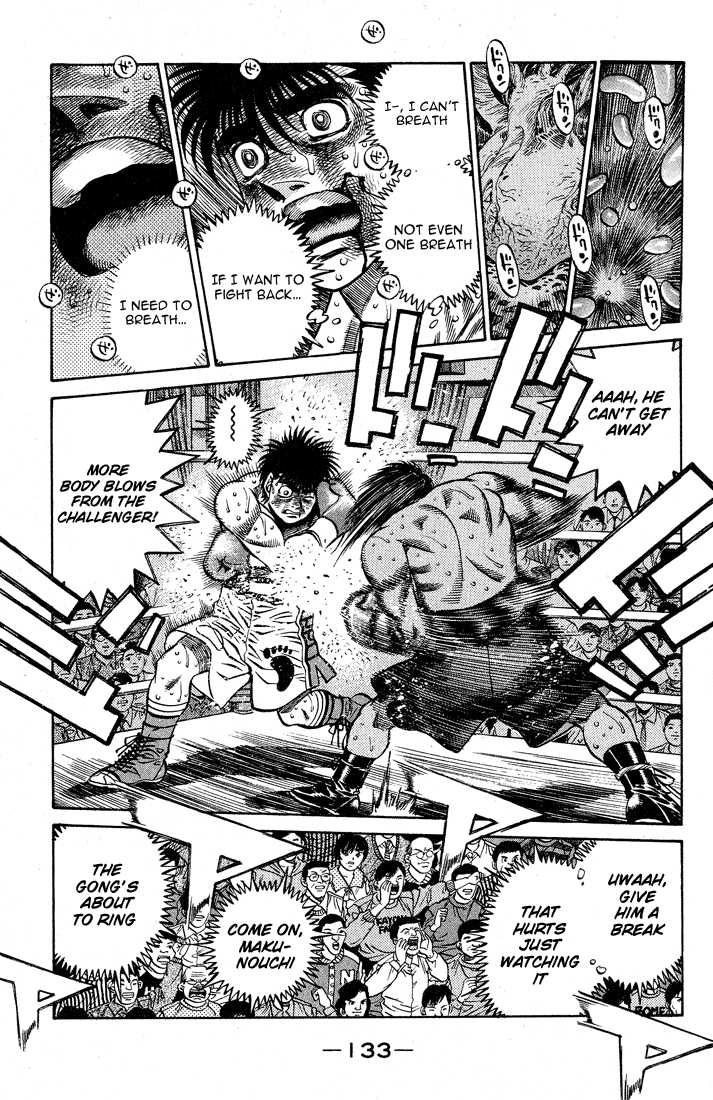 I-, I CAN'T
BREATH
NOT EVEN
ONE BREATH
IF I WANT TO
FIGHT BACK...
I NEED TO
BREATH...
AAAH, HE
CAN'T GET
AWAY
MORE
BODY BLOWS
FROM THE
CHALLENGER!
UWAAH,
GIVE
HIM A
BREAK
THAT
HURTS
JUST
WATCHING
IT
COME ON,
MAKU-
NOUCHI
THE
GONG'S
ABOUT
TO RING
N
—133—